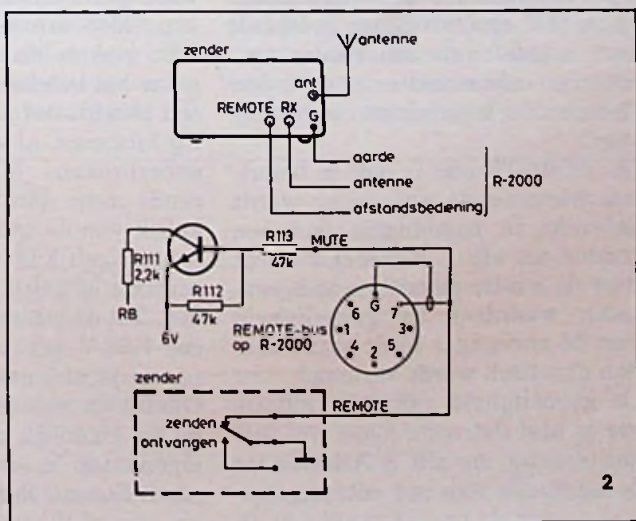 antenne
zender
ant
REMOTE RX G
aarde
antenne
R-2000
afstandsbediening
R113 MUTE
47k
R111
2,2k
R112
47k
RB
6V
REMOTE-bus
op R-2000
G
6 7
1 3
4 5
2
zender
REMOTE
zenden
ontvangen
2